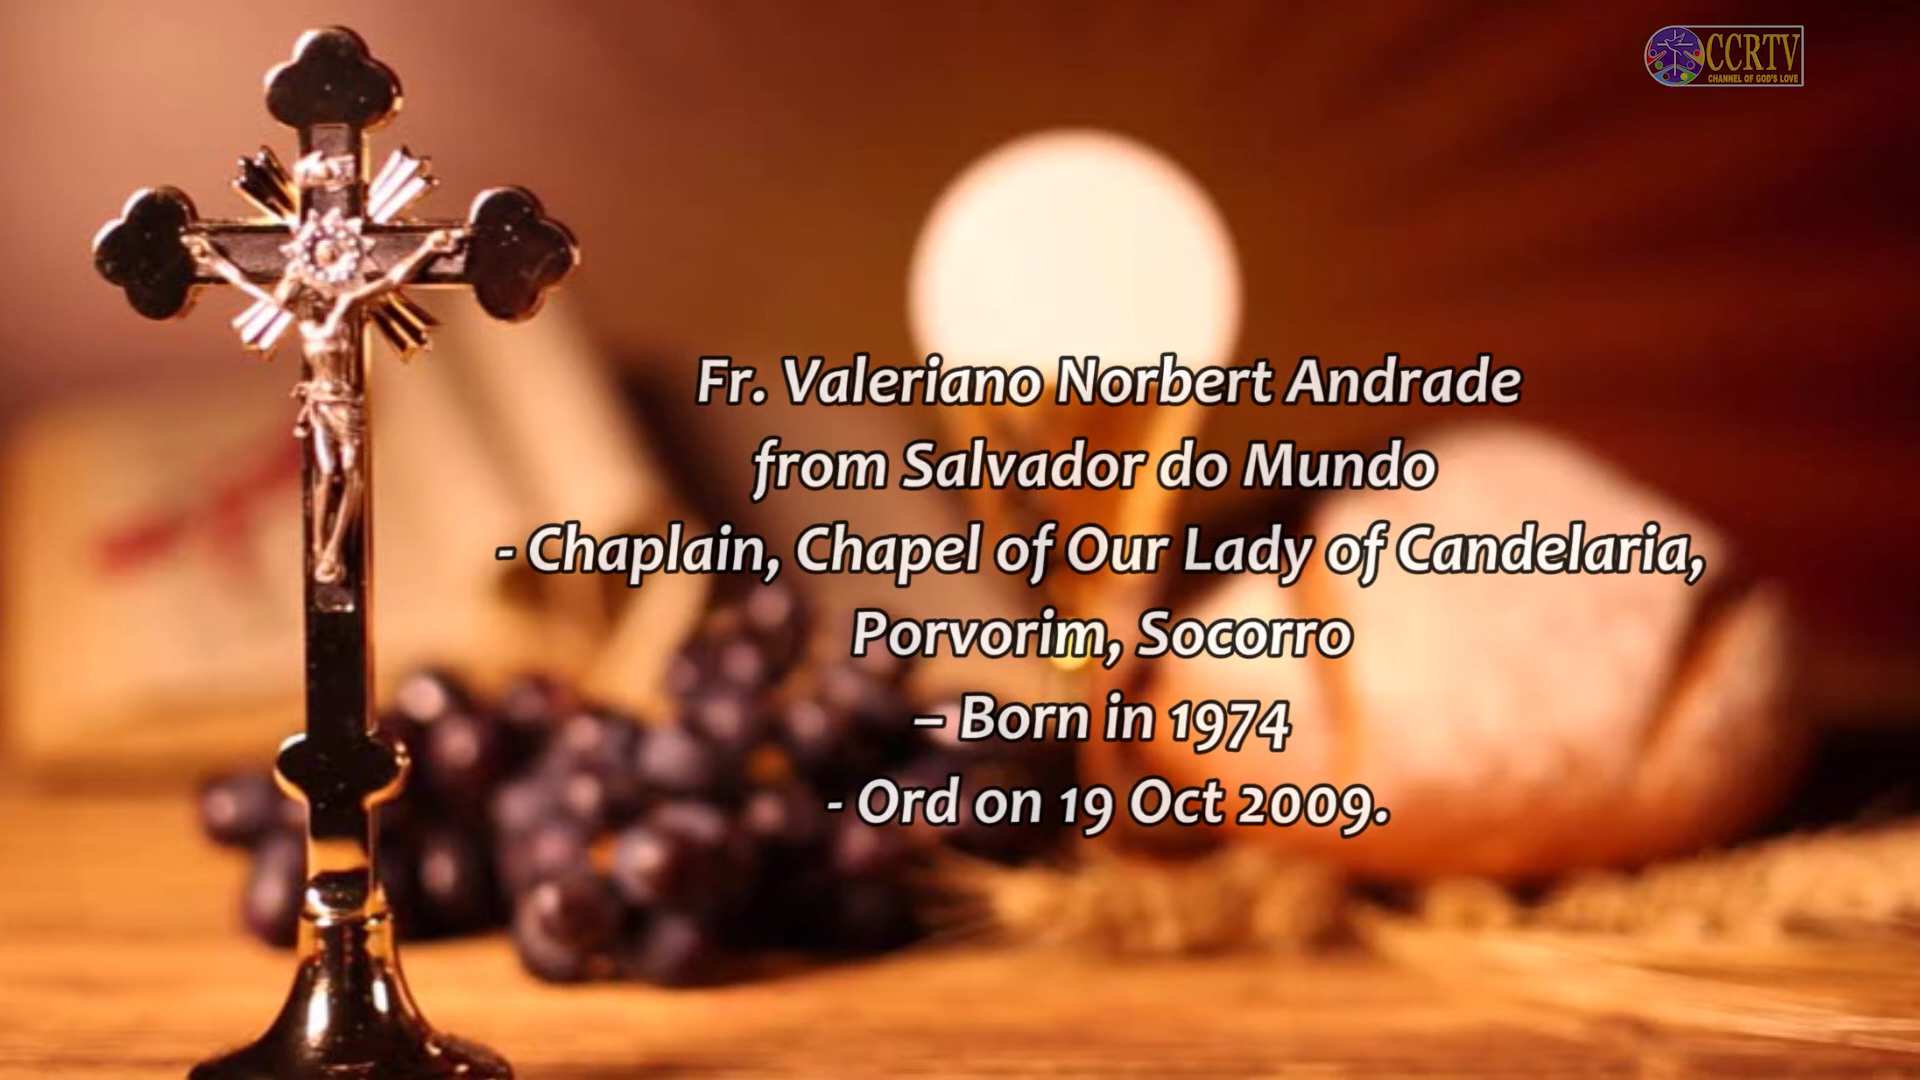 CCRTV
CHANNEL OF GOD'S LOVE
Fr. Valeriano Norbert Andrade
from Salvador do Mundo
- Chaplain, Chapel of Our Lady of Candelaria,
Porvorim, Socorro
– Born in 1974
- Ord on 19 Oct 2009.